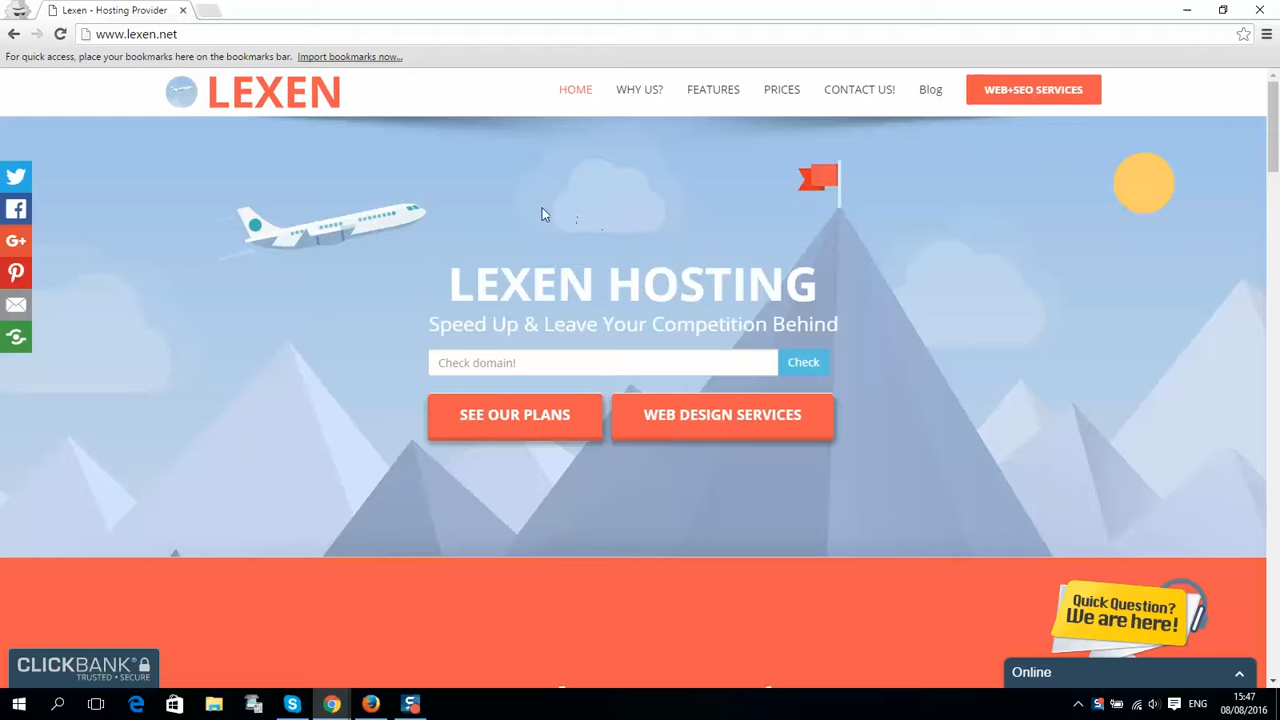 Lexen - Hosting Provider
www.lexen.net
For quick access, place your bookmarks here on the bookmarks bar. Import bookmarks now...
LEXEN
HOME WHY US? FEATURES PRICES CONTACT US! Blog WEB+SEO SERVICES
LEXEN HOSTING
Speed Up & Leave Your Competition Behind
Check domain! Check
SEE OUR PLANS WEB DESIGN SERVICES
Quick Question?
We are here!
CLICKBANK
TRUSTED • SECURE
Online
ENG
15:47
08/08/2016